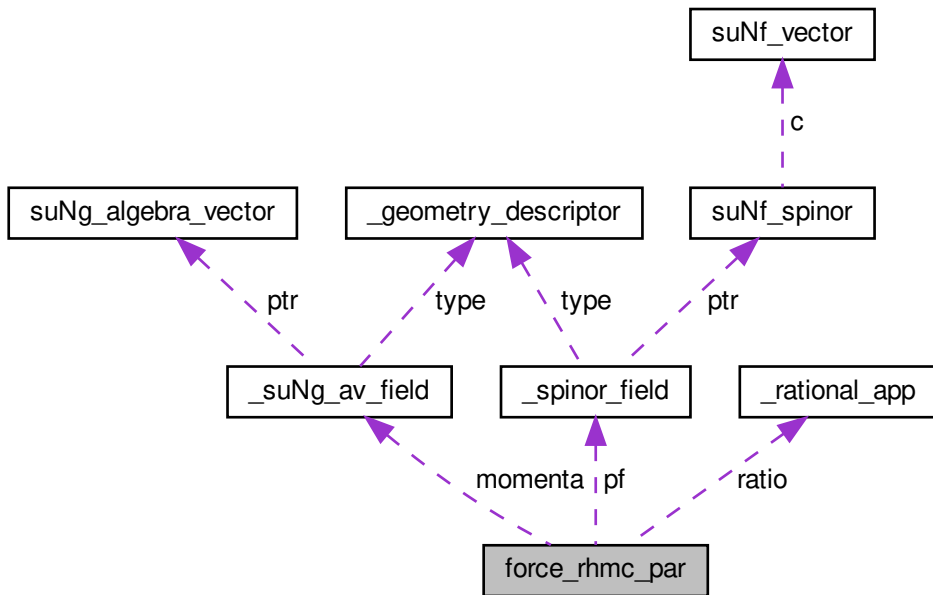 suNf_vector
c
suNg_algebra_vector
_geometry_descriptor
suNf_spinor
ptr
type
type
ptr
_suNg_av_field
_spinor_field
_rational_app
momenta
pf
ratio
force_rhmc_par